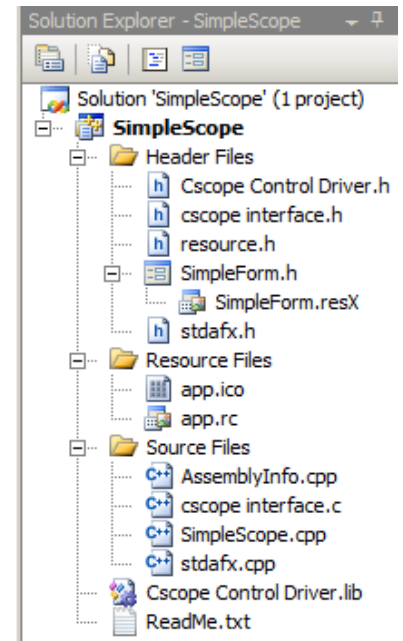 Solution Explorer - SimpleScope
Solution 'SimpleScope' (1 project)
SimpleScope
Header Files
Cscope Control Driver.h
cscope interface.h
resource.h
SimpleForm.h
SimpleForm.resX
stdafx.h
Resource Files
app.ico
app.rc
Source Files
AssemblyInfo.cpp
cscope interface.c
SimpleScope.cpp
stdafx.cpp
Cscope Control Driver.lib
ReadMe.txt